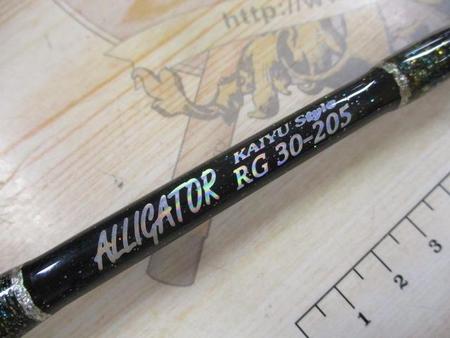 http://w
ALLIGATOR
KAIYU Style
RG 30-205
1 2 3